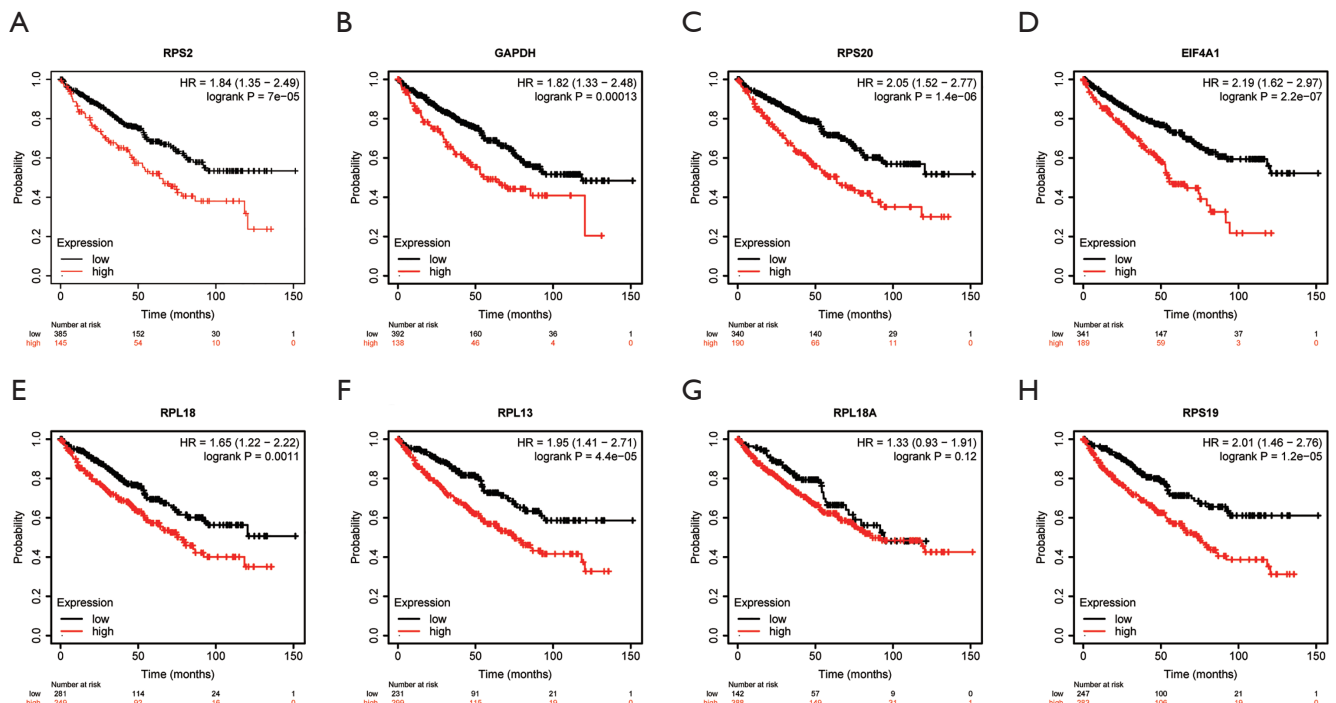 A
RPS2
HR = 1.84 (1.35 − 2.49)
logrank P = 7e−05
Probability
1.0
0.8
0.6
0.4
0.2
0.0
Expression
low
high
0 50 100 150
Time (months)
Number at risk
low 385 152 30 1
high 145 54 10 0
B
GAPDH
HR = 1.82 (1.33 − 2.48)
logrank P = 0.00013
Probability
1.0
0.8
0.6
0.4
0.2
0.0
Expression
low
high
0 50 100 150
Time (months)
Number at risk
low 392 160 36 1
high 138 46 4 0
C
RPS20
HR = 2.05 (1.52 − 2.77)
logrank P = 1.4e−06
Probability
1.0
0.8
0.6
0.4
0.2
0.0
Expression
low
high
0 50 100 150
Time (months)
Number at risk
low 340 140 29 1
high 190 66 11 0
D
EIF4A1
HR = 2.19 (1.62 − 2.97)
logrank P = 2.2e−07
Probability
1.0
0.8
0.6
0.4
0.2
0.0
Expression
low
high
0 50 100 150
Time (months)
Number at risk
low 341 147 37 1
high 189 59 3 0
E
RPL18
HR = 1.65 (1.22 − 2.22)
logrank P = 0.0011
Probability
1.0
0.8
0.6
0.4
0.2
0.0
Expression
low
high
0 50 100 150
Time (months)
Number at risk
low 281 114 24 1
high
F
RPL13
HR = 1.95 (1.41 − 2.71)
logrank P = 4.4e−05
Probability
1.0
0.8
0.6
0.4
0.2
0.0
Expression
low
high
0 50 100 150
Time (months)
Number at risk
low 231 91 21 1
high
G
RPL18A
HR = 1.33 (0.93 − 1.91)
logrank P = 0.12
Probability
1.0
0.8
0.6
0.4
0.2
0.0
Expression
low
high
0 50 100 150
Time (months)
Number at risk
low 142 57 9 0
high
H
RPS19
HR = 2.01 (1.46 − 2.76)
logrank P = 1.2e−05
Probability
1.0
0.8
0.6
0.4
0.2
0.0
Expression
low
high
0 50 100 150
Time (months)
Number at risk
low 247 100 21 1
high